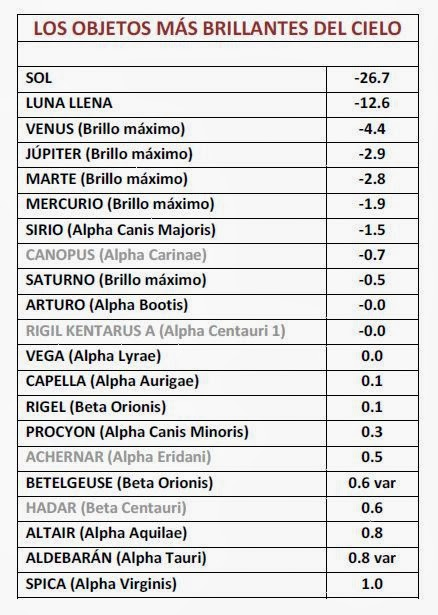 LOS OBJETOS MÁS BRILLANTES DEL CIELO
SOL -26.7
LUNA LLENA -12.6
VENUS (Brillo máximo) -4.4
JÚPITER (Brillo máximo) -2.9
MARTE (Brillo máximo) -2.8
MERCURIO (Brillo máximo) -1.9
SIRIO (Alpha Canis Majoris) -1.5
CANOPUS (Alpha Carinae) -0.7
SATURNO (Brillo máximo) -0.5
ARTURO (Alpha Bootis) -0.0
RIGIL KENTARUS A (Alpha Centauri 1) -0.0
VEGA (Alpha Lyrae) 0.0
CAPELLA (Alpha Aurigae) 0.1
RIGEL (Beta Orionis) 0.1
PROCYON (Alpha Canis Minoris) 0.3
ACHERNAR (Alpha Eridani) 0.5
BETELGEUSE (Beta Orionis) 0.6 var
HADAR (Beta Centauri) 0.6
ALTAIR (Alpha Aquilae) 0.8
ALDEBARÁN (Alpha Tauri) 0.8 var
SPICA (Alpha Virginis) 1.0